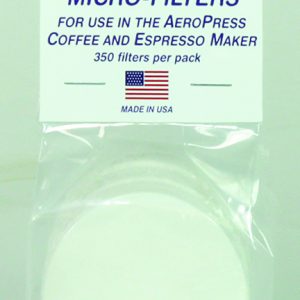 MICRO-FILTERS
FOR USE IN THE AEROPRESS
COFFEE AND ESPRESSO MAKER
350 filters per pack
MADE IN USA